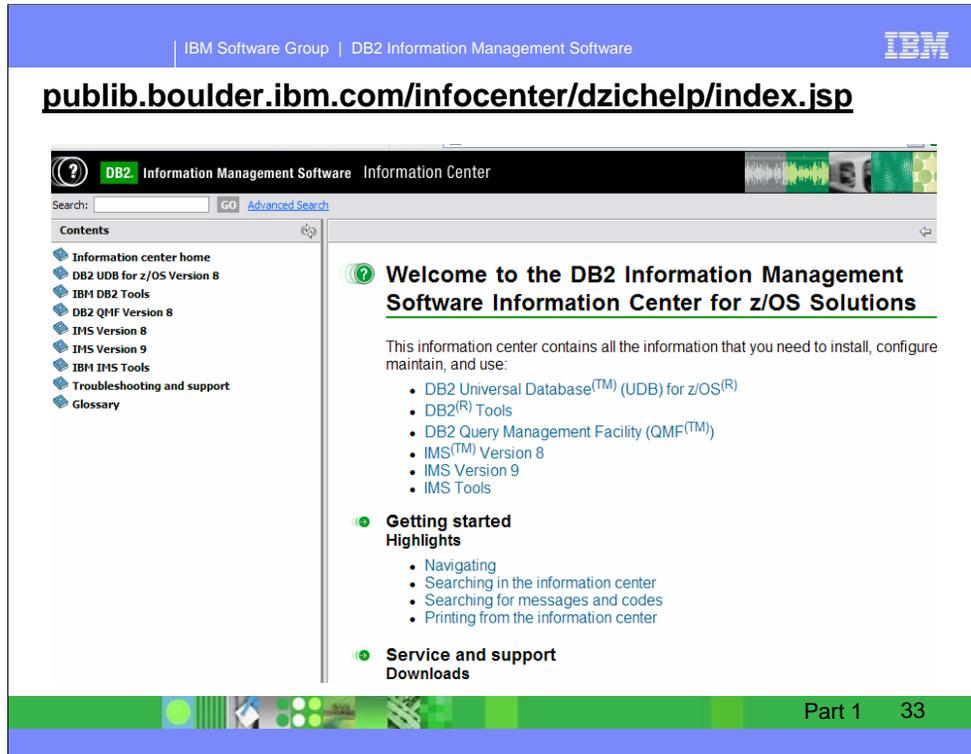 IBM Software Group | DB2 Information Management Software
IBM
publib.boulder.ibm.com/infocenter/dzichelp/index.jsp
(?) DB2. Information Management Software Information Center
Search: GO Advanced Search
Contents
Information center home
DB2 UDB for z/OS Version 8
IBM DB2 Tools
DB2 QMF Version 8
IMS Version 8
IMS Version 9
IBM IMS Tools
Troubleshooting and support
Glossary
Welcome to the DB2 Information Management
Software Information Center for z/OS Solutions
This information center contains all the information that you need to install, configure
maintain, and use:
• DB2 Universal Database(TM) (UDB) for z/OS(R)
• DB2(R) Tools
• DB2 Query Management Facility (QMF(TM))
• IMS(TM) Version 8
• IMS Version 9
• IMS Tools
Getting started
Highlights
• Navigating
• Searching in the information center
• Searching for messages and codes
• Printing from the information center
Service and support
Downloads
Part 1 33